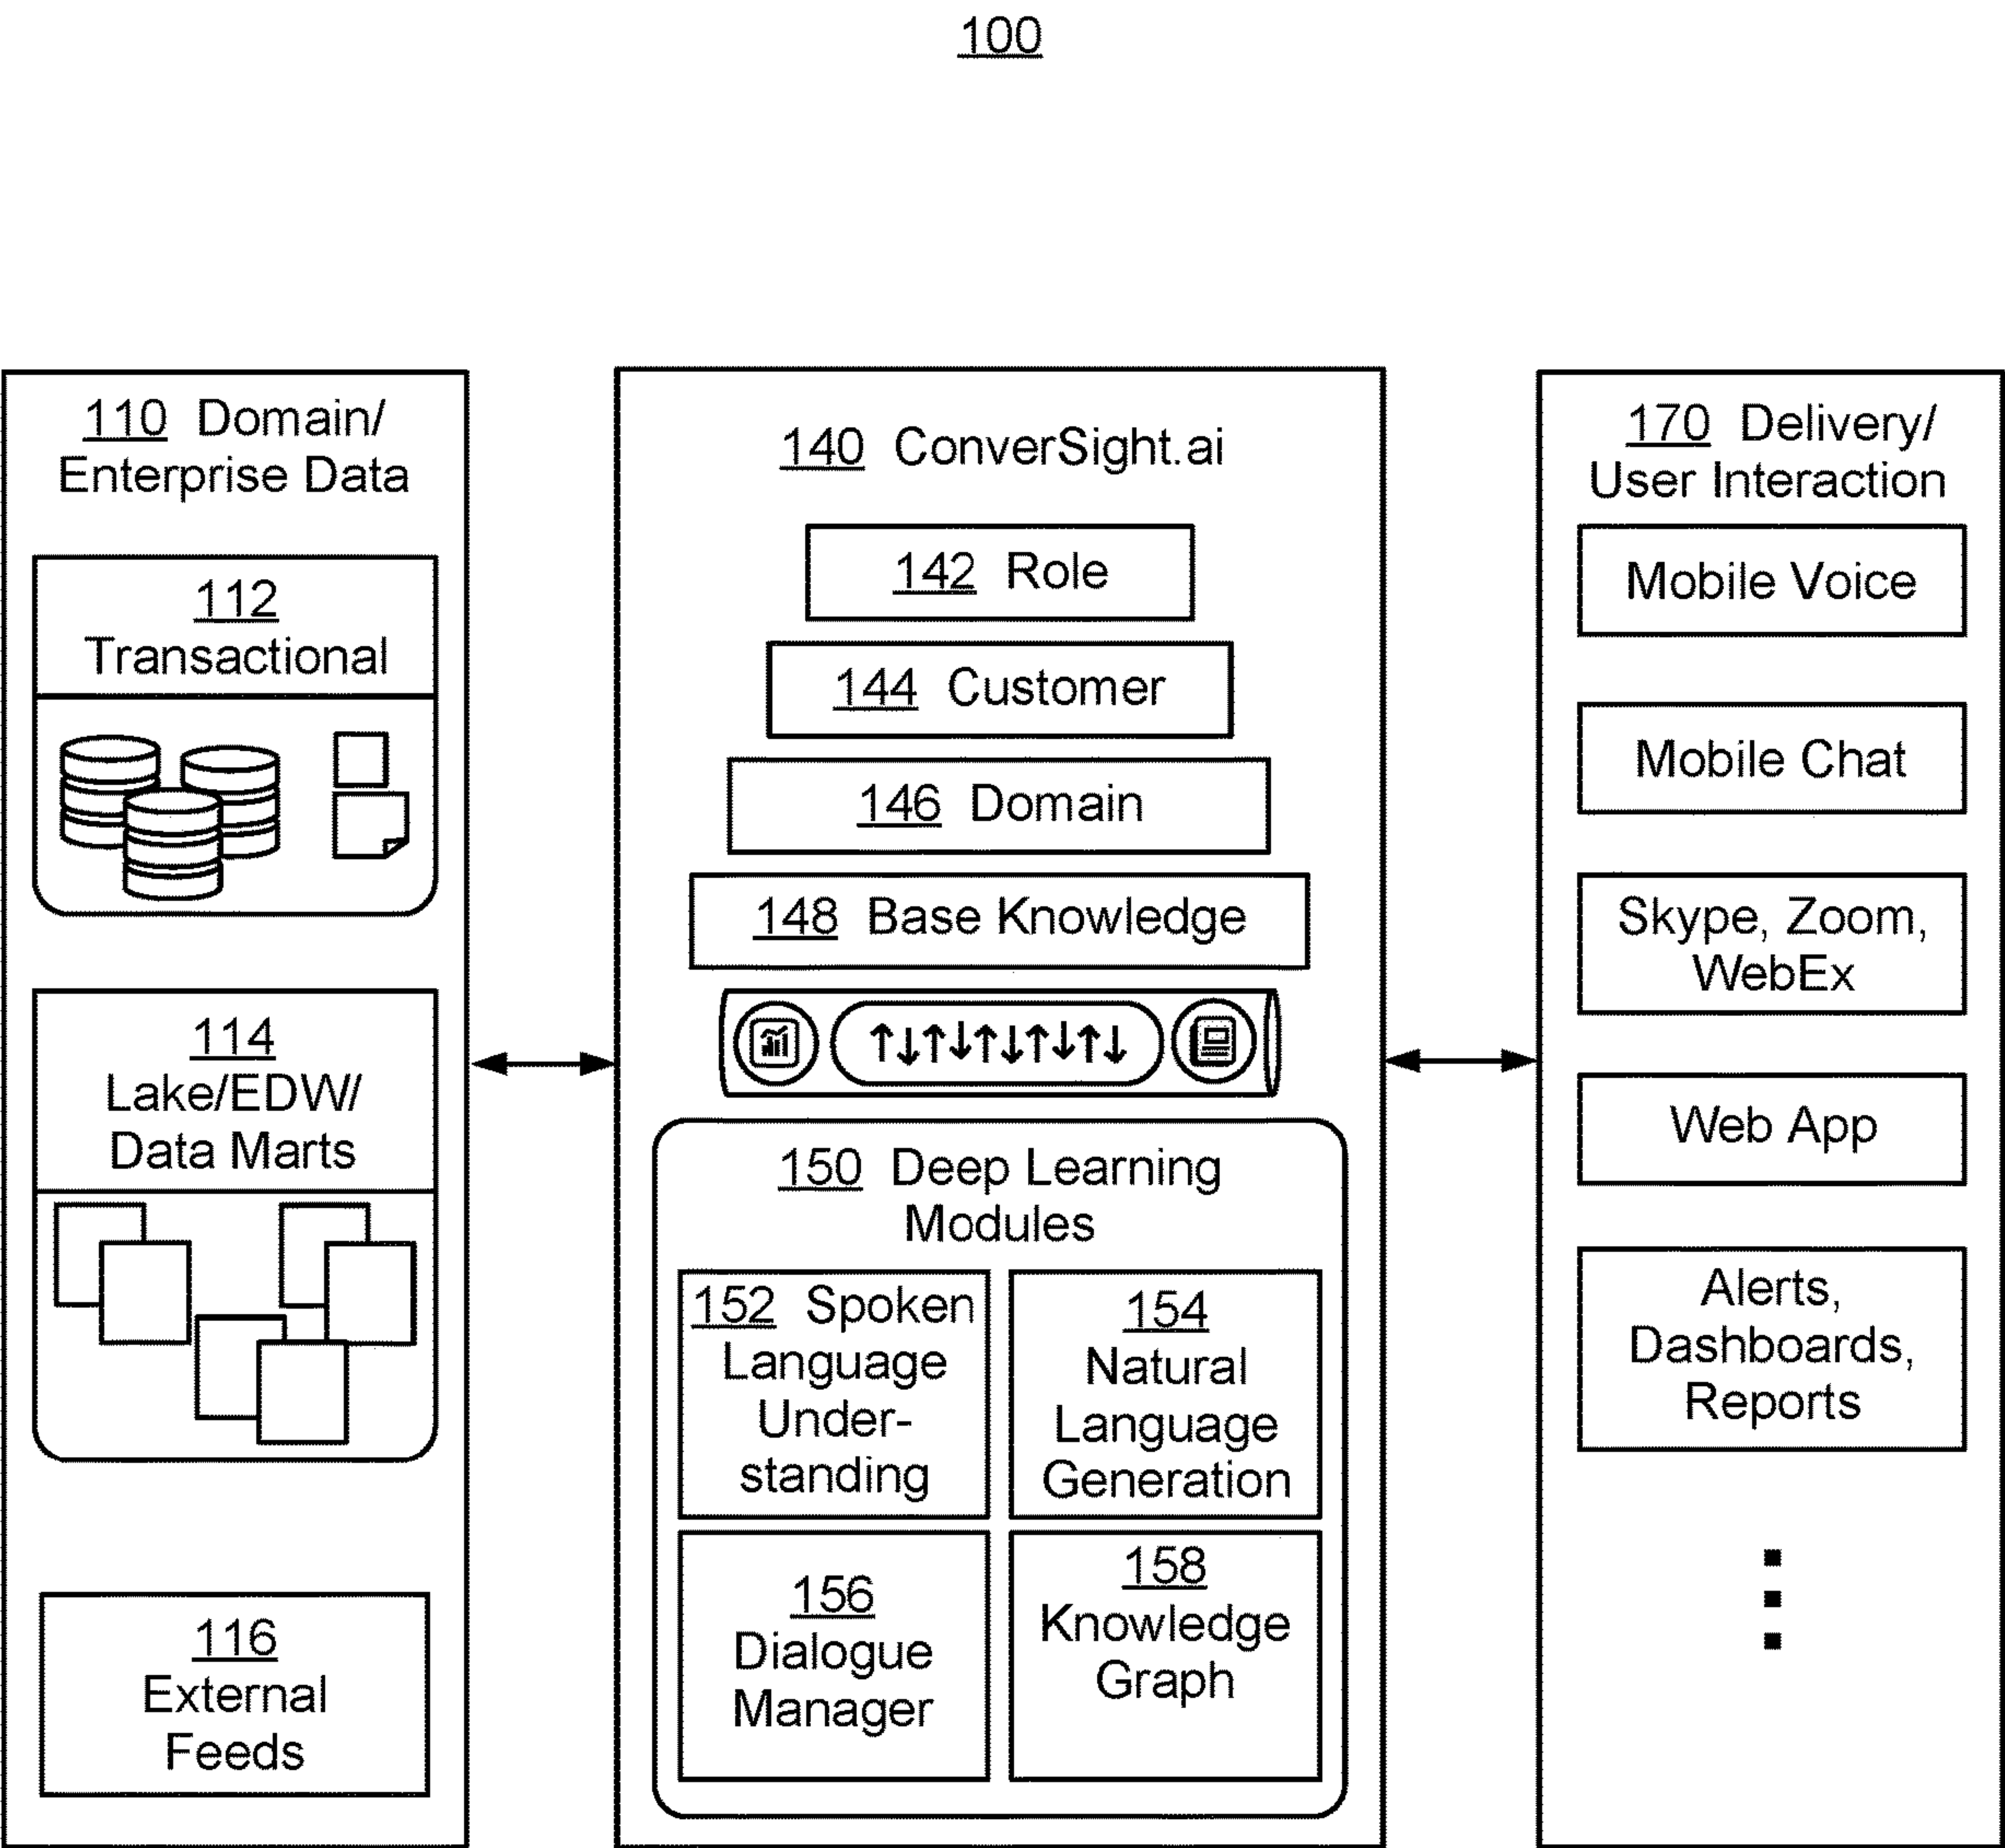 100
110 Domain/
Enterprise Data
112
Transactional
114
Lake/EDW/
Data Marts
116
External
Feeds
140 ConverSight.ai
142 Role
144 Customer
146 Domain
148 Base Knowledge
150 Deep Learning
Modules
152 Spoken
Language
Under-
standing
154
Natural
Language
Generation
156
Dialogue
Manager
158
Knowledge
Graph
170 Delivery/
User Interaction
Mobile Voice
Mobile Chat
Skype, Zoom,
WebEx
Web App
Alerts,
Dashboards,
Reports